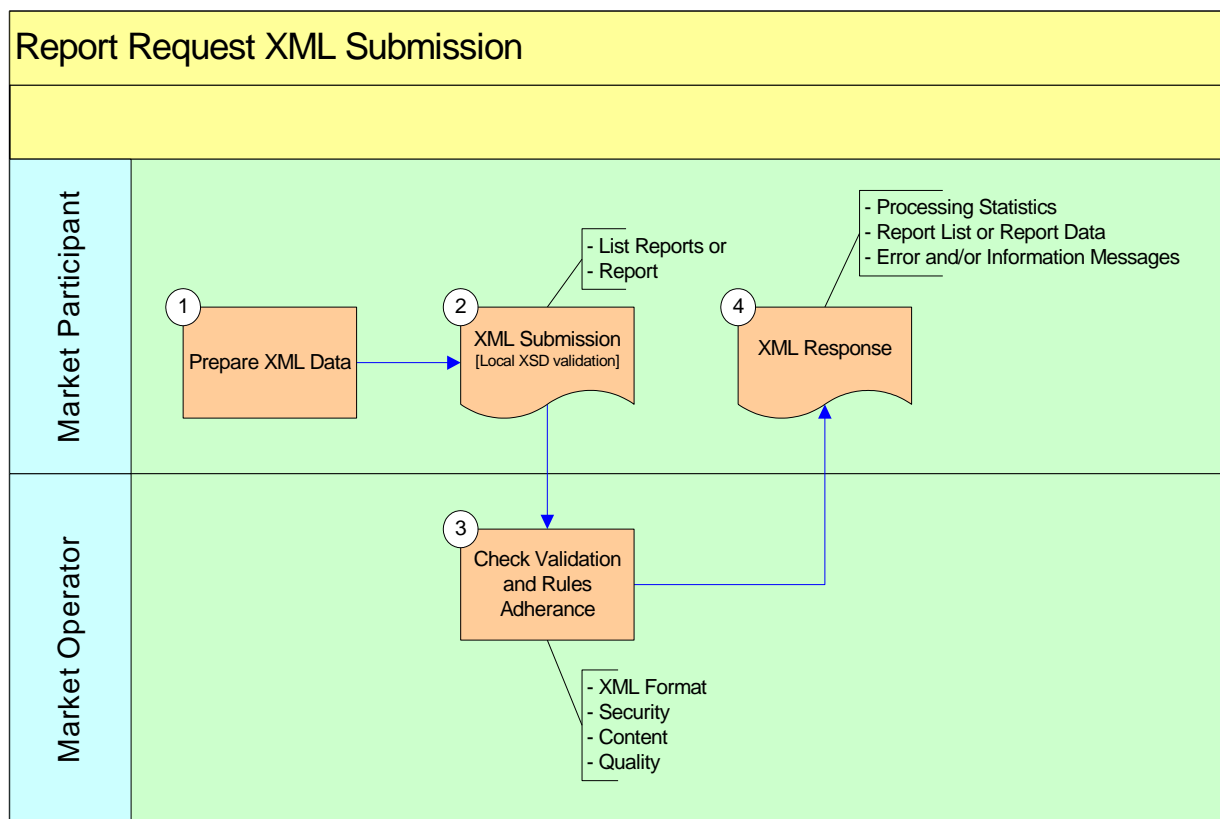 Report Request XML Submission
Market Participant
- Processing Statistics
- Report List or Report Data
- Error and/or Information Messages
- List Reports or
- Report
1
Prepare XML Data
2
XML Submission
[Local XSD validation]
4
XML Response
Market Operator
3
Check Validation
and Rules
Adherance
- XML Format
- Security
- Content
- Quality